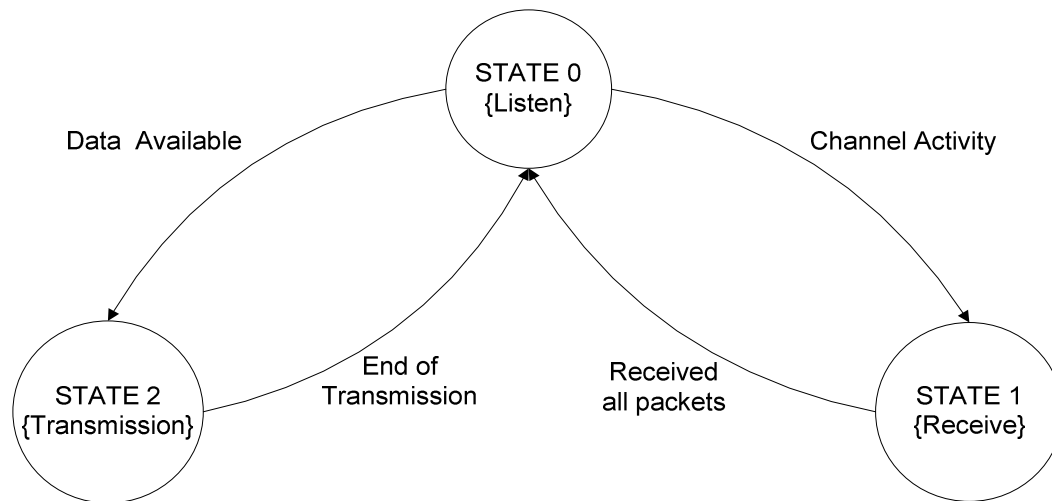 STATE 0
{Listen}
Data Available
Channel Activity
End of
Transmission
Received
all packets
STATE 2
{Transmission}
STATE 1
{Receive}